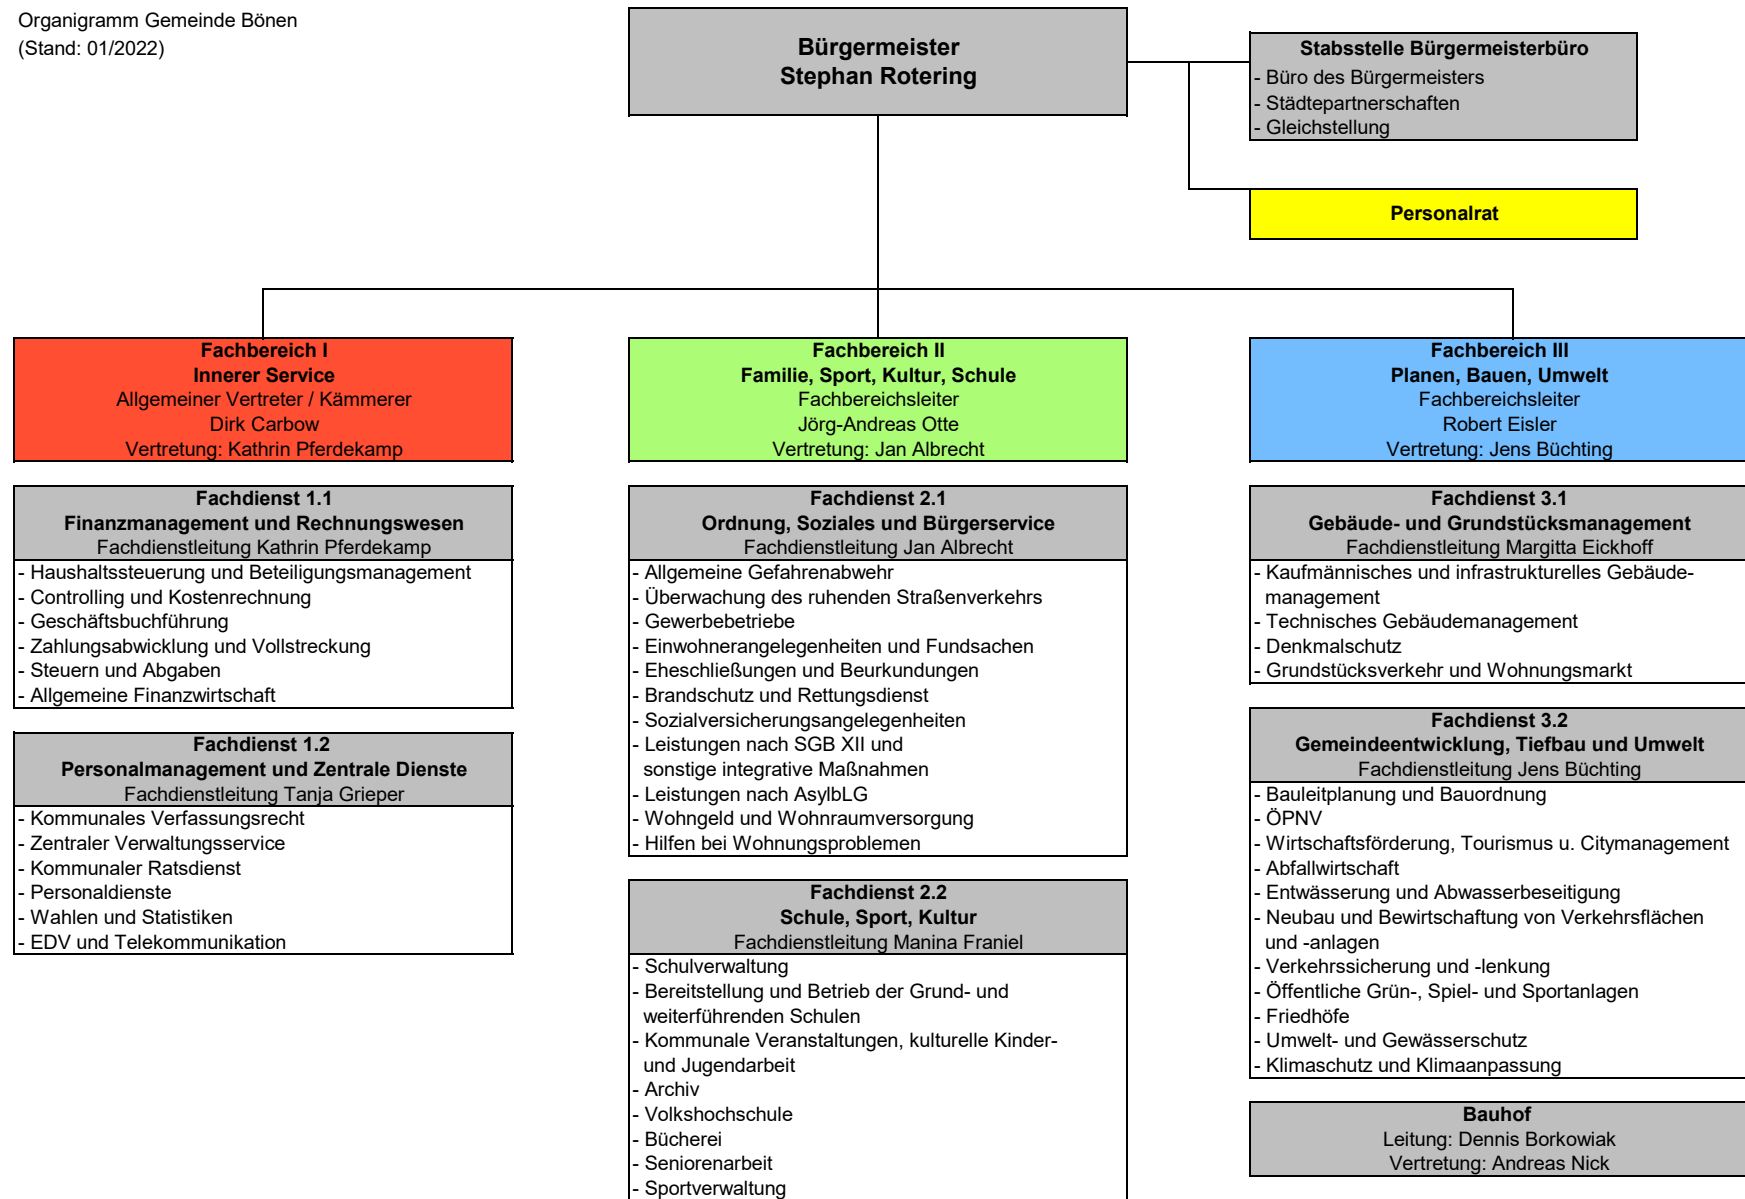 Organigramm Gemeinde Bönen
(Stand: 01/2022)
Bürgermeister
Stephan Rotering
Stabsstelle Bürgermeisterbüro
- Büro des Bürgermeisters
- Städtepartnerschaften
- Gleichstellung
Personalrat
Fachbereich I
Innerer Service
Allgemeiner Vertreter / Kämmerer
Dirk Carbow
Vertretung: Kathrin Pferdekamp
Fachdienst 1.1
Finanzmanagement und Rechnungswesen
Fachdienstleitung Kathrin Pferdekamp
- Haushaltssteuerung und Beteiligungsmanagement
- Controlling und Kostenrechnung
- Geschäftsbuchführung
- Zahlungsabwicklung und Vollstreckung
- Steuern und Abgaben
- Allgemeine Finanzwirtschaft
Fachdienst 1.2
Personalmanagement und Zentrale Dienste
Fachdienstleitung Tanja Grieper
- Kommunales Verfassungsrecht
- Zentraler Verwaltungsservice
- Kommunaler Ratsdienst
- Personaldienste
- Wahlen und Statistiken
- EDV und Telekommunikation
Fachbereich II
Familie, Sport, Kultur, Schule
Fachbereichsleiter
Jörg-Andreas Otte
Vertretung: Jan Albrecht
Fachdienst 2.1
Ordnung, Soziales und Bürgerservice
Fachdienstleitung Jan Albrecht
- Allgemeine Gefahrenabwehr
- Überwachung des ruhenden Straßenverkehrs
- Gewerbebetriebe
- Einwohnerangelegenheiten und Fundsachen
- Eheschließungen und Beurkundungen
- Brandschutz und Rettungsdienst
- Sozialversicherungsangelegenheiten
- Leistungen nach SGB XII und
sonstige integrative Maßnahmen
- Leistungen nach AsylbLG
- Wohngeld und Wohnraumversorgung
- Hilfen bei Wohnungsproblemen
Fachdienst 2.2
Schule, Sport, Kultur
Fachdienstleitung Manina Franiel
- Schulverwaltung
- Bereitstellung und Betrieb der Grund- und
weiterführenden Schulen
- Kommunale Veranstaltungen, kulturelle Kinder-
und Jugendarbeit
- Archiv
- Volkshochschule
- Bücherei
- Seniorenarbeit
- Sportverwaltung
Fachbereich III
Planen, Bauen, Umwelt
Fachbereichsleiter
Robert Eisler
Vertretung: Jens Büchting
Fachdienst 3.1
Gebäude- und Grundstücksmanagement
Fachdienstleitung Margitta Eickhoff
- Kaufmännisches und infrastrukturelles Gebäude-
management
- Technisches Gebäudemanagement
- Denkmalschutz
- Grundstücksverkehr und Wohnungsmarkt
Fachdienst 3.2
Gemeindeentwicklung, Tiefbau und Umwelt
Fachdienstleitung Jens Büchting
- Bauleitplanung und Bauordnung
- ÖPNV
- Wirtschaftsförderung, Tourismus u. Citymanagement
- Abfallwirtschaft
- Entwässerung und Abwasserbeseitigung
- Neubau und Bewirtschaftung von Verkehrsflächen
und -anlagen
- Verkehrssicherung und -lenkung
- Öffentliche Grün-, Spiel- und Sportanlagen
- Friedhöfe
- Umwelt- und Gewässerschutz
- Klimaschutz und Klimaanpassung
Bauhof
Leitung: Dennis Borkowiak
Vertretung: Andreas Nick